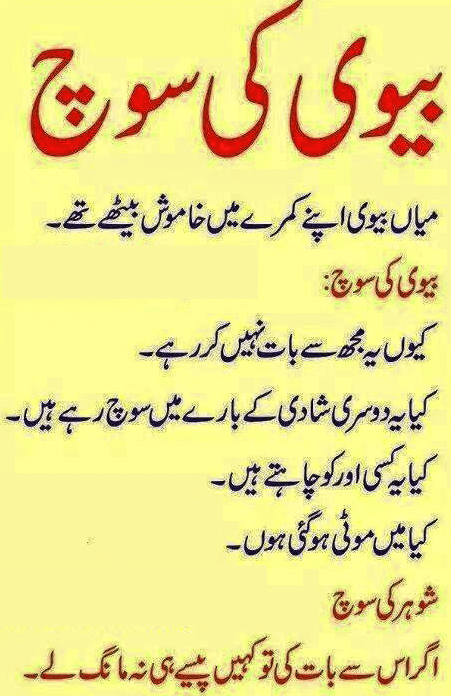 بیوی کی سوچ
میاں بیوی اپنے کمرے میں خاموش بیٹھے تھے۔
بیوی کی سوچ:
کیوں یہ مجھ سے بات نہیں کر رہے۔
کیا یہ دوسری شادی کے بارے میں سوچ رہے ہیں۔
کیا یہ کسی اور کو چاہتے ہیں۔
کیا میں موٹی ہو گئی ہوں۔
شوہر کی سوچ
اگر اس سے بات کی تو کہیں پیسے ہی نہ مانگ لے۔